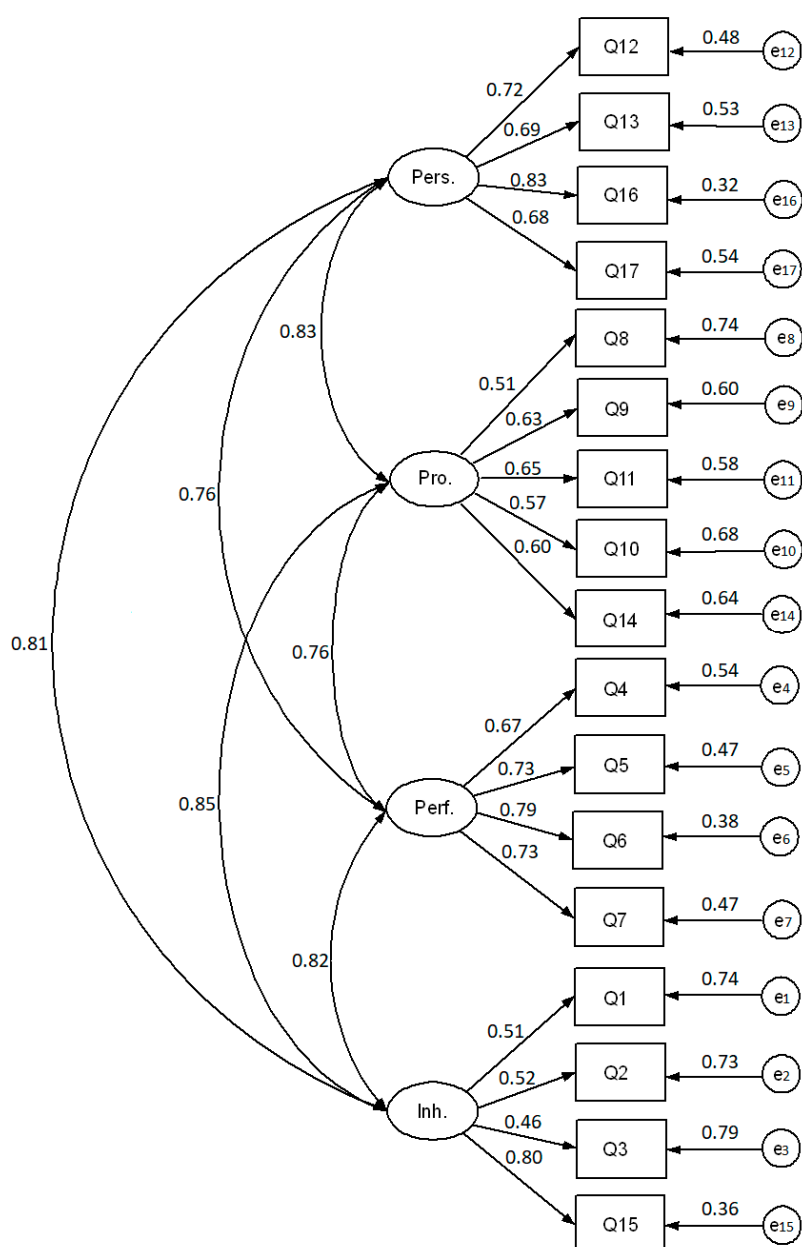 Q12 0.48 e12
0.72
Q13 0.53 e13
0.69
Pers.
0.83 Q16 0.32 e16
0.68
Q17 0.54 e17
0.83
Q8 0.74 e8
0.51
Q9 0.60 e9
0.63
Pro.
0.65 Q11 0.58 e11
0.76
0.57
Q10 0.68 e10
0.60
Q14 0.64 e14
0.81
0.76
Q4 0.54 e4
0.67
Q5 0.47 e5
0.73
0.85
Perf.
0.79 Q6 0.38 e6
0.73
Q7 0.47 e7
0.82
Q1 0.74 e1
0.51
Q2 0.73 e2
0.52
Inh.
0.46 Q3 0.79 e3
0.80
Q15 0.36 e15